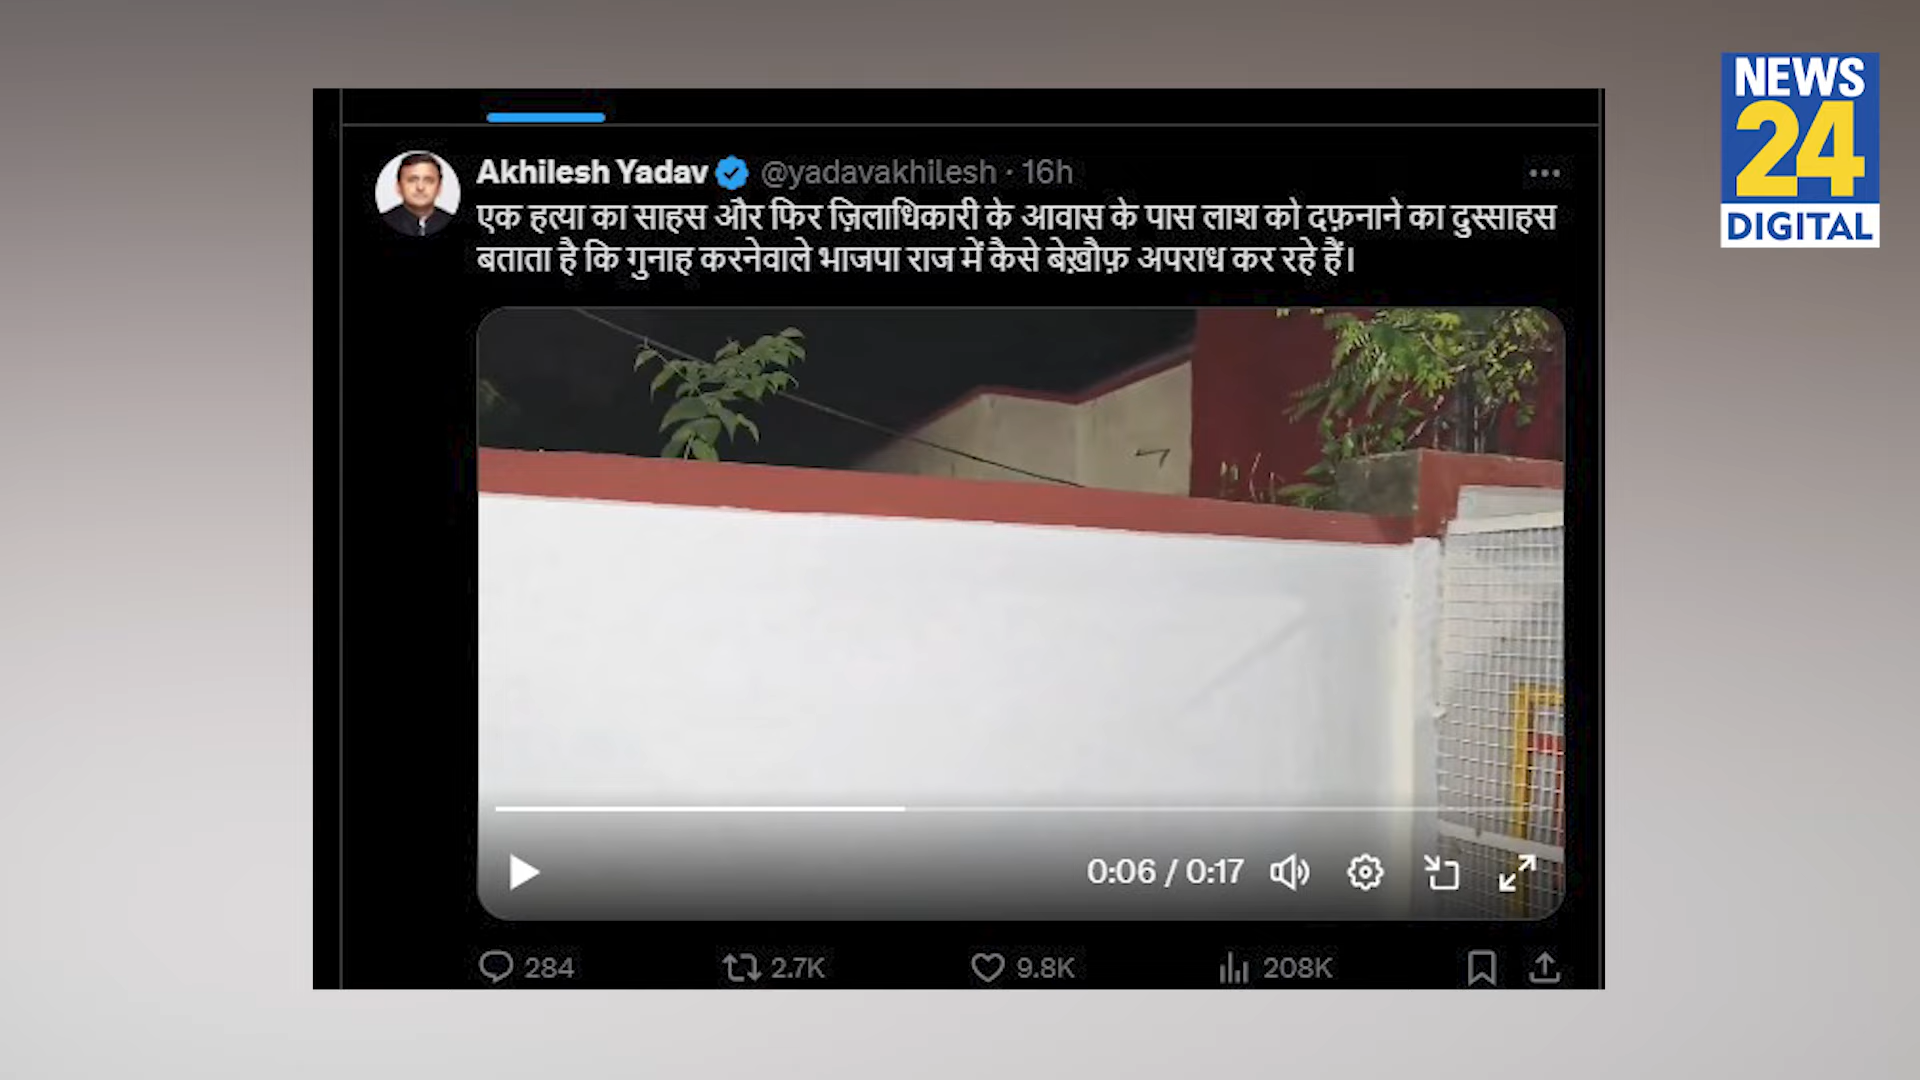 NEWS
24
DIGITAL
Akhilesh Yadav @yadavakhilesh · 16h
एक हत्या का साहस और फिर ज़िलाधिकारी के आवास के पास लाश को दफ़नाने का दुस्साहस
बताता है कि गुनाह करनेवाले भाजपा राज में कैसे बेख़ौफ़ अपराध कर रहे हैं।
0:06 / 0:17
284 2.7K 9.8K 208K